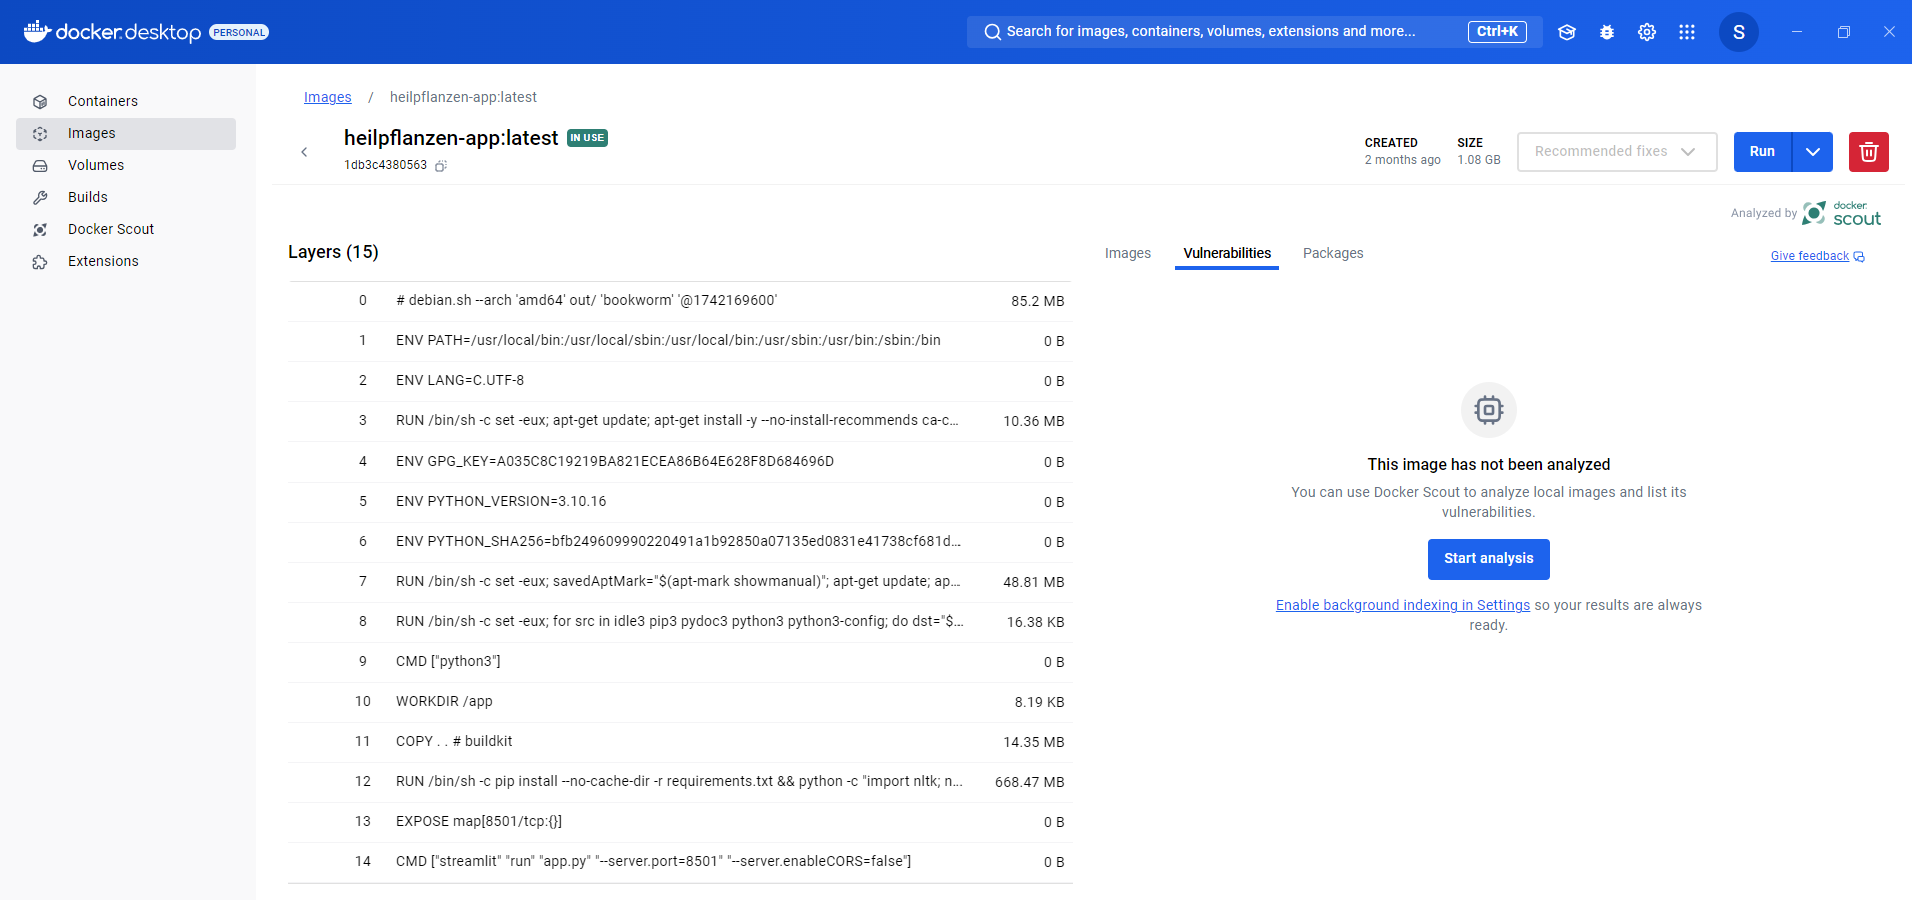 docker desktop PERSONAL
Search for images, containers, volumes, extensions and more... Ctrl+K
S
Containers
Images
Volumes
Builds
Docker Scout
Extensions
Images / heilpflanzen-app:latest
heilpflanzen-app:latest IN USE
1db3c4380563
CREATED
2 months ago
SIZE
1.08 GB
Recommended fixes
Run
Analyzed by docker scout
Layers (15)
0 # debian.sh --arch 'amd64' out/ 'bookworm' '@1742169600' 85.2 MB
1 ENV PATH=/usr/local/bin:/usr/local/sbin:/usr/local/bin:/usr/sbin:/usr/bin:/sbin:/bin 0 B
2 ENV LANG=C.UTF-8 0 B
3 RUN /bin/sh -c set -eux; apt-get update; apt-get install -y --no-install-recommends ca-c... 10.36 MB
4 ENV GPG_KEY=A035C8C19219BA821ECEA86B64E628F8D684696D 0 B
5 ENV PYTHON_VERSION=3.10.16 0 B
6 ENV PYTHON_SHA256=bfb249609990220491a1b92850a07135ed0831e41738cf681d... 0 B
7 RUN /bin/sh -c set -eux; savedAptMark="$(apt-mark showmanual)"; apt-get update; ap... 48.81 MB
8 RUN /bin/sh -c set -eux; for src in idle3 pip3 pydoc3 python3 python3-config; do dst="$... 16.38 KB
9 CMD ["python3"] 0 B
10 WORKDIR /app 8.19 KB
11 COPY . . # buildkit 14.35 MB
12 RUN /bin/sh -c pip install --no-cache-dir -r requirements.txt && python -c "import nltk; n... 668.47 MB
13 EXPOSE map[8501/tcp:{}] 0 B
14 CMD ["streamlit" "run" "app.py" "--server.port=8501" "--server.enableCORS=false"] 0 B
Images Vulnerabilities Packages
Give feedback
This image has not been analyzed
You can use Docker Scout to analyze local images and list its
vulnerabilities.
Start analysis
Enable background indexing in Settings so your results are always
ready.